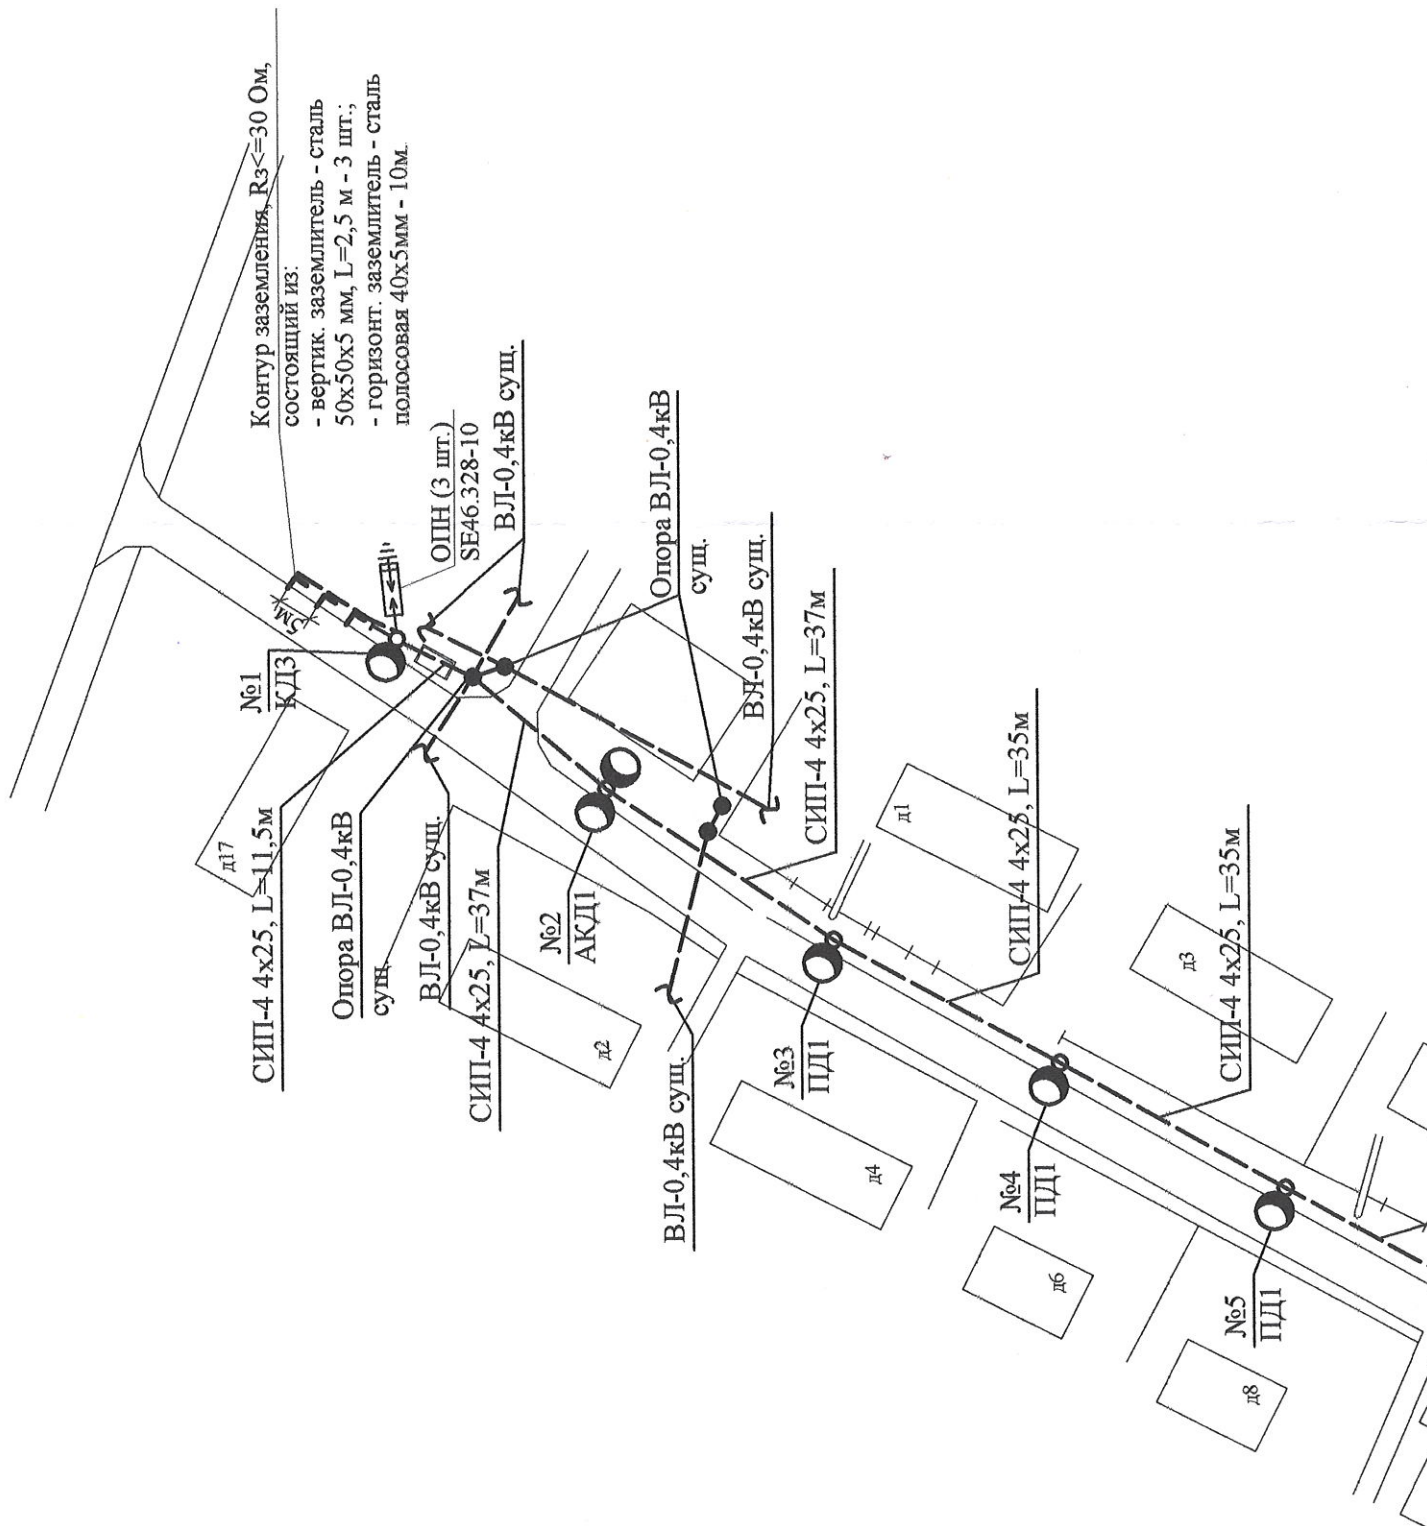 Контур заземления, Rз<=30 Ом,
состоящий из:
- вертик. заземлитель - сталь
50х50х5 мм, L=2,5 м - 3 шт.;
- горизонт. заземлитель - сталь
полосовая 40х5мм - 10м.
ОПН (3 шт.)
SE46.328-10
ВЛ-0,4кВ сущ.
Опора ВЛ-0,4кВ
сущ.
ВЛ-0,4кВ сущ.
СИП-4 4х25, L=37м
5м
№1
КД3
д17
СИП-4 4х25, L=11,5м
Опора ВЛ-0,4кВ
сущ.
ВЛ-0,4кВ сущ.
СИП-4 4х25, L=37м
№2
АКД1
д2
ВЛ-0,4кВ сущ.
д1
СИП-4 4х25, L=35м
№3
ПД1
д4
д3
СИП-4 4х25, L=35м
№4
ПД1
д6
№5
ПД1
д8